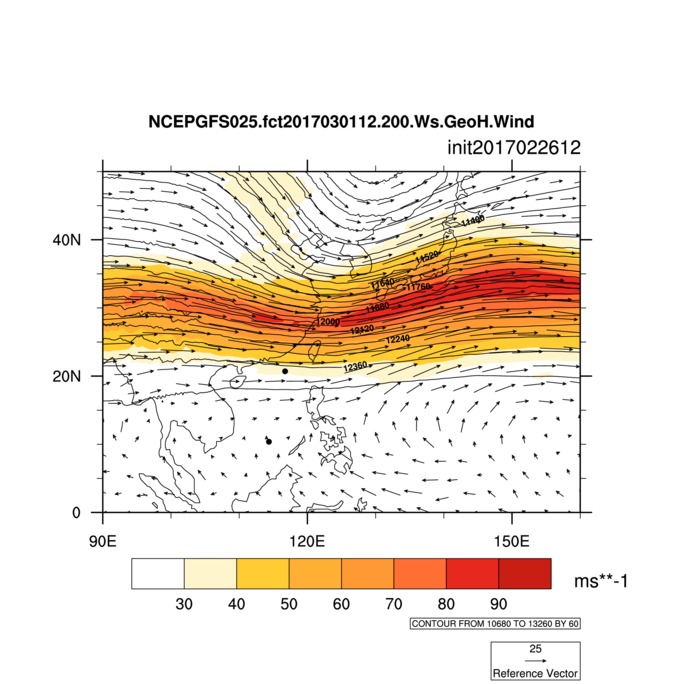 NCEPGFS025.fct2017030112.200.Ws.GeoH.Wind
init2017022612
11400
11520
11640
11760
11880
12000
12120
12240
12360
40N
20N
0
90E 120E 150E
ms**-1
30 40 50 60 70 80 90
CONTOUR FROM 10680 TO 13260 BY 60
25
Reference Vector